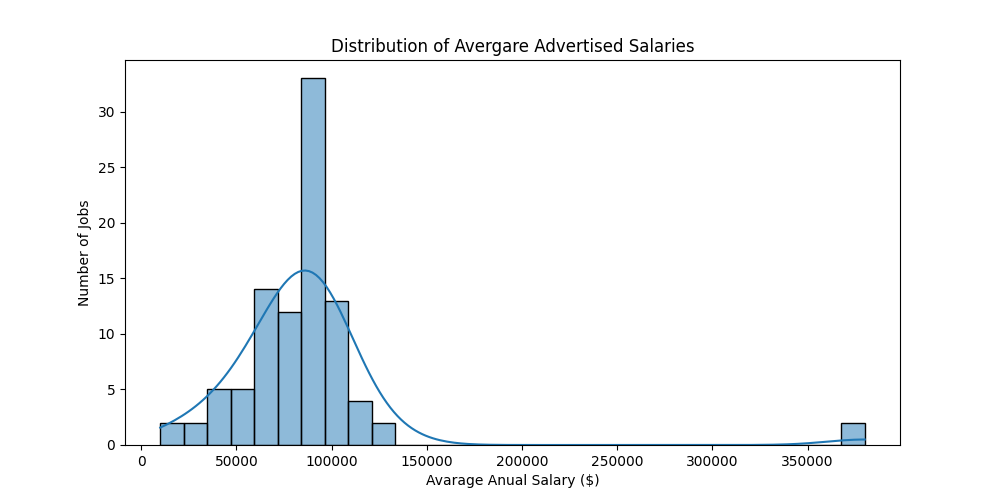 Distribution of Avergare Advertised Salaries
Number of Jobs
30
25
20
15
10
5
0
0 50000 100000 150000 200000 250000 300000 350000
Avarage Anual Salary ($)